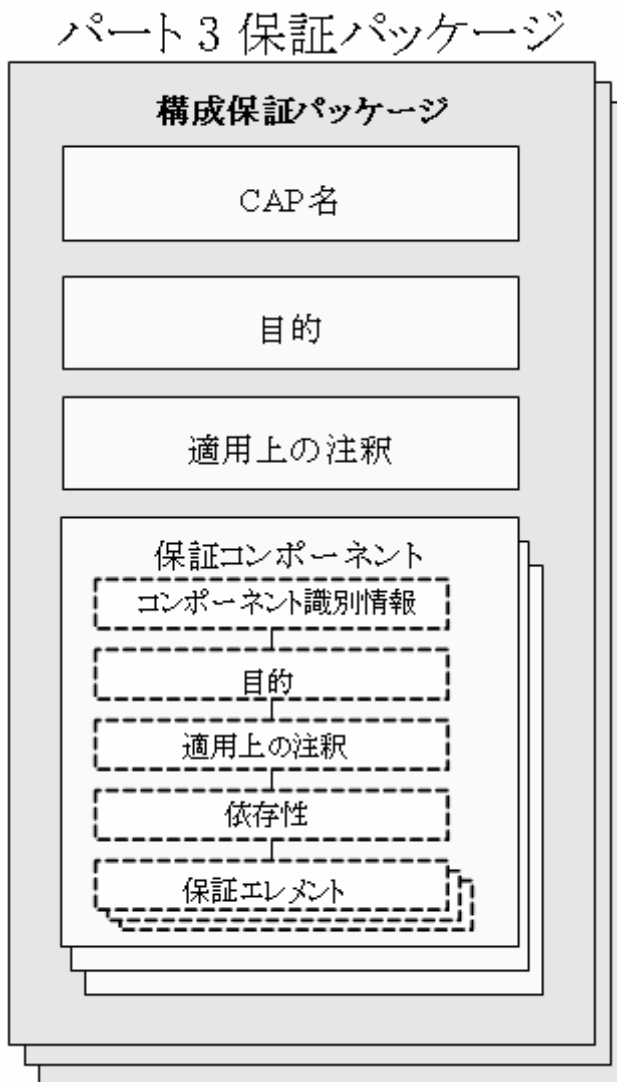 パート 3 保証パッケージ
構成保証パッケージ
CAP名
目的
適用上の注釈
保証コンポーネント
コンポーネント識別情報
目的
適用上の注釈
依存性
保証エレメント